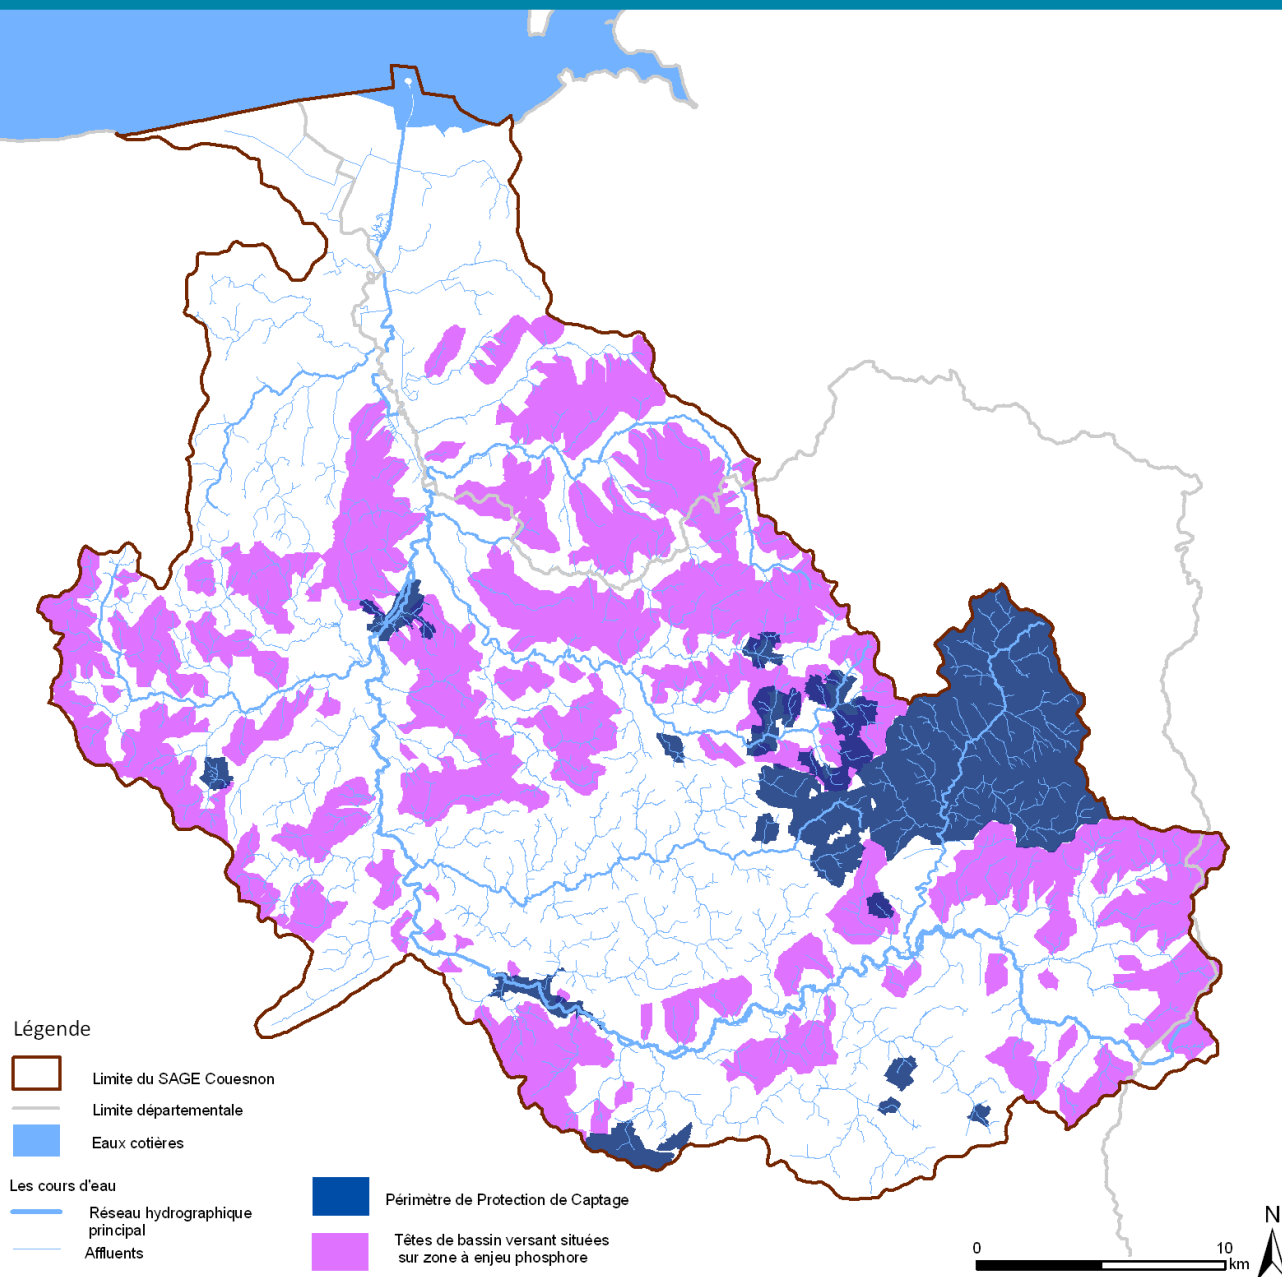 Légende
Limite du SAGE Couesnon
Limite départementale
Eaux cotières
Les cours d'eau
Réseau hydrographique
principal
Affluents
Périmètre de Protection de Captage
Têtes de bassin versant situées
sur zone à enjeu phosphore
0 10
km
N